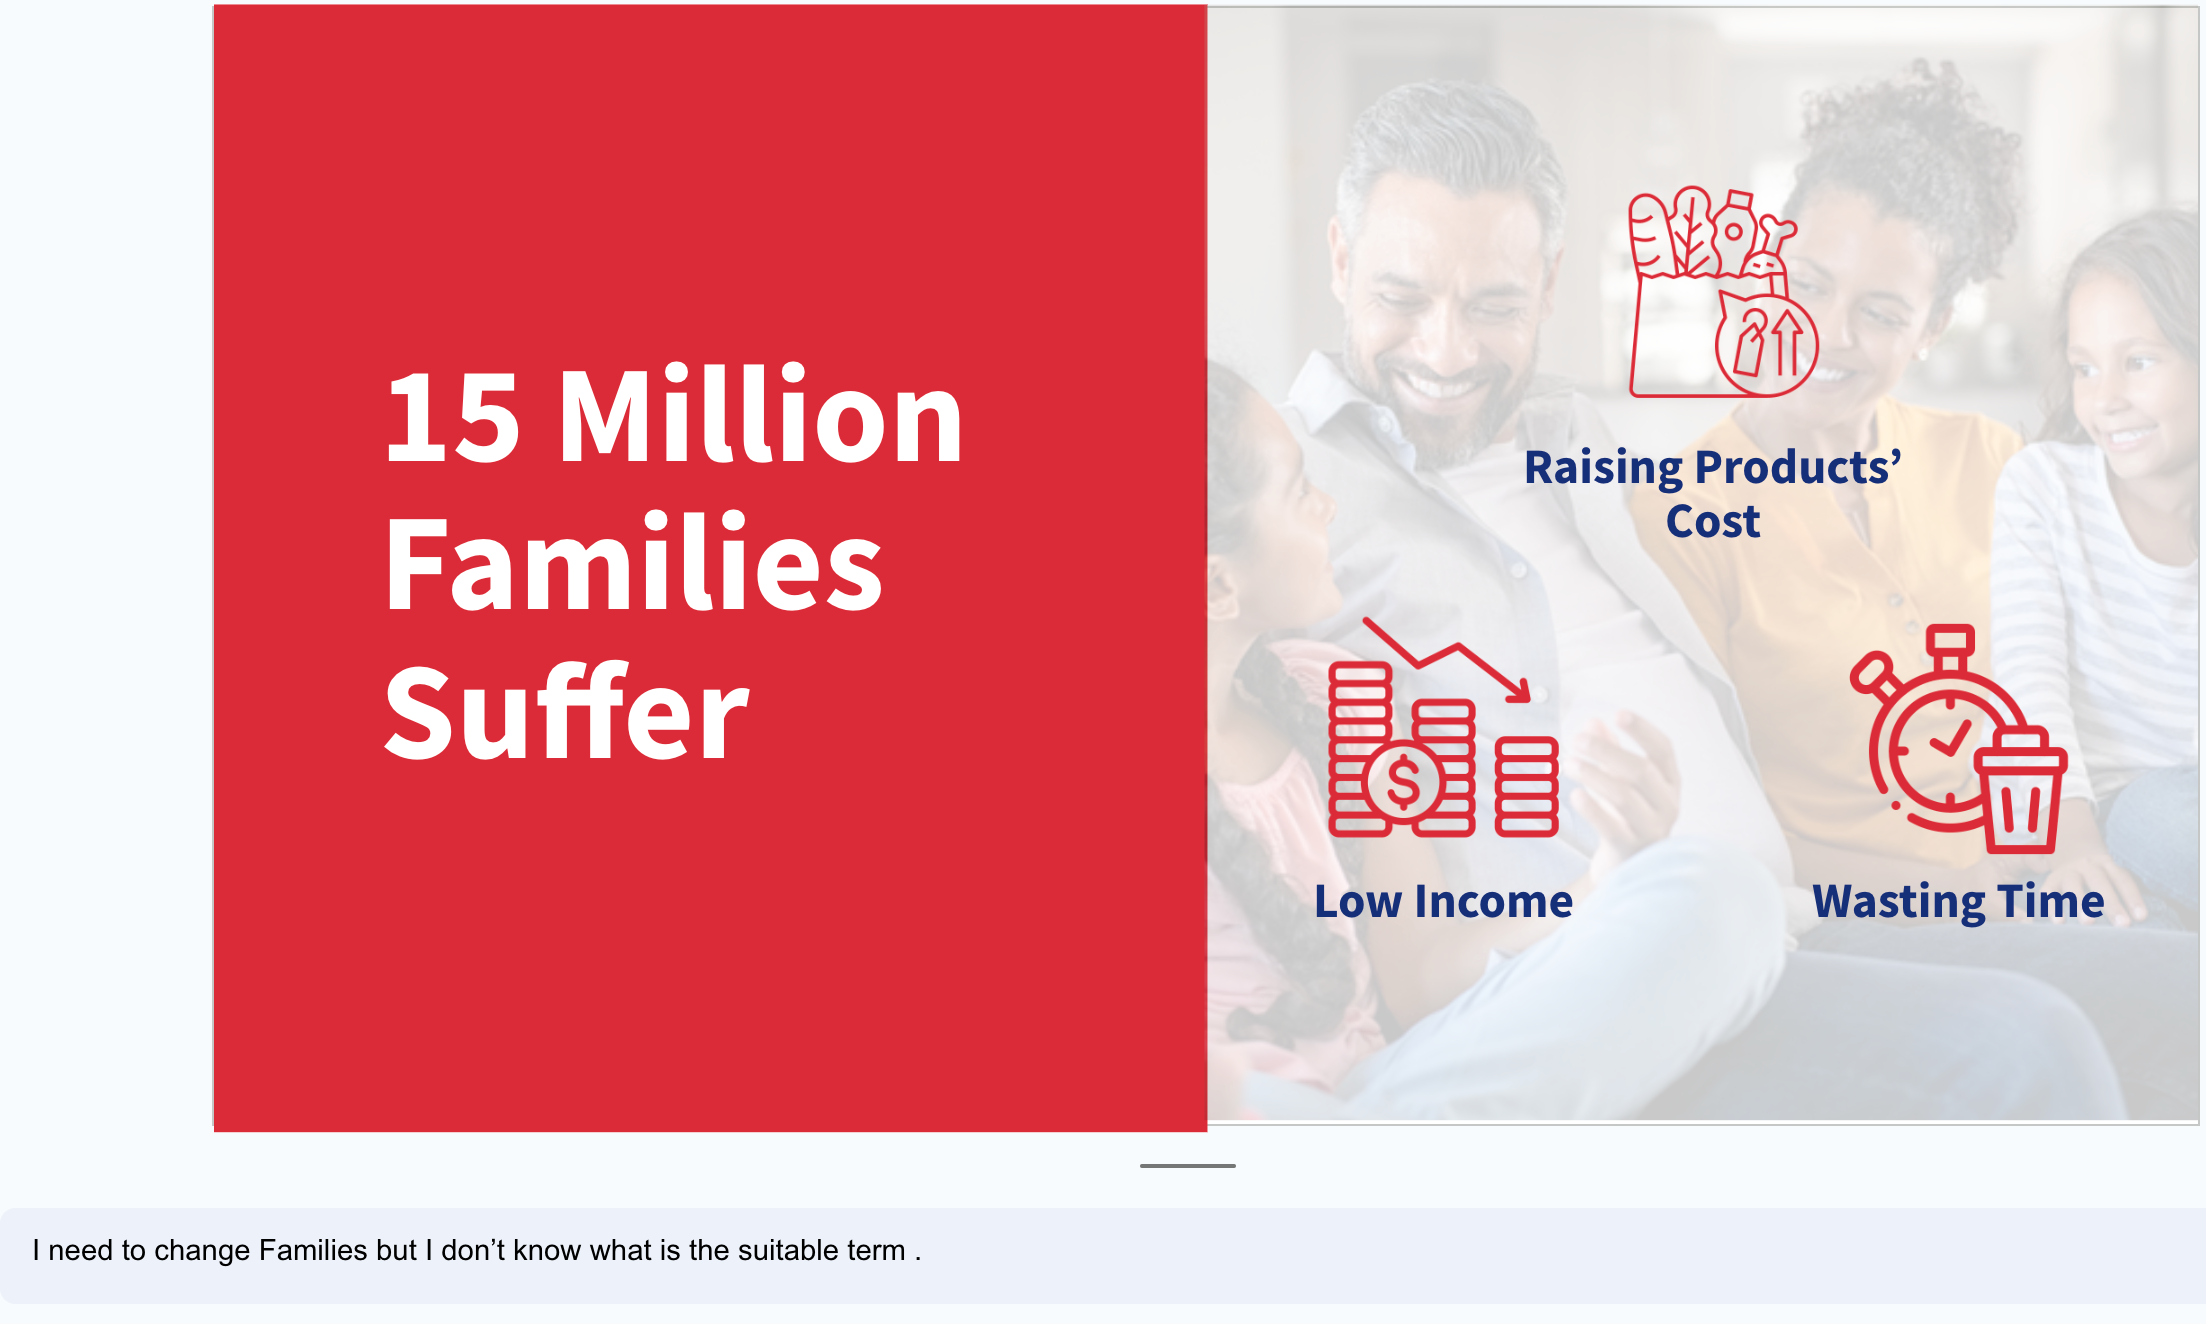 15 Million
Families
Suffer
Raising Products’
Cost
Low Income
Wasting Time
I need to change Families but I don’t know what is the suitable term .